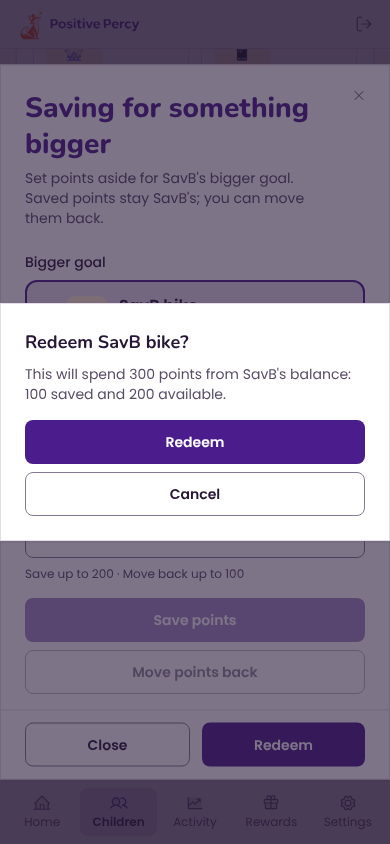 Positive Percy
Saving for something
bigger
Set points aside for SavB's bigger goal.
Saved points stay SavB's; you can move
them back.
Bigger goal
SavB bike
Redeem SavB bike?
This will spend 300 points from SavB's balance:
100 saved and 200 available.
Redeem
Cancel
Save up to 200 · Move back up to 100
Save points
Move points back
Close
Redeem
Home
Children
Activity
Rewards
Settings